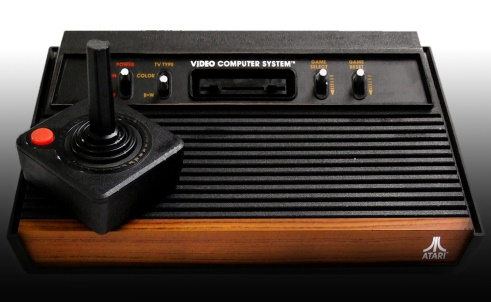 POWER
TV TYPE
VIDEO COMPUTER SYSTEM™
GAME SELECT
GAME RESET
COLOR
B•W
ATARI